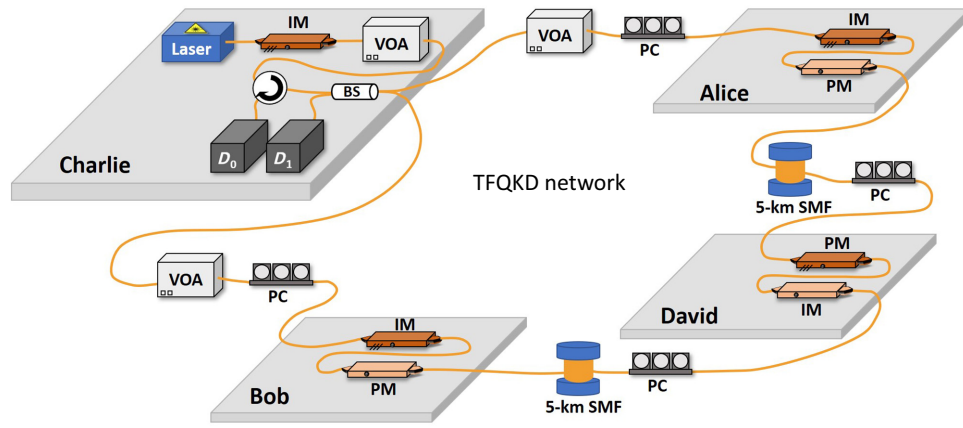 IM
Laser
VOA
BS
D0
D1
Charlie
VOA
PC
IM
PM
Alice
TFQKD network
5-km SMF
PC
PM
IM
David
VOA
PC
IM
PM
Bob
5-km SMF
PC